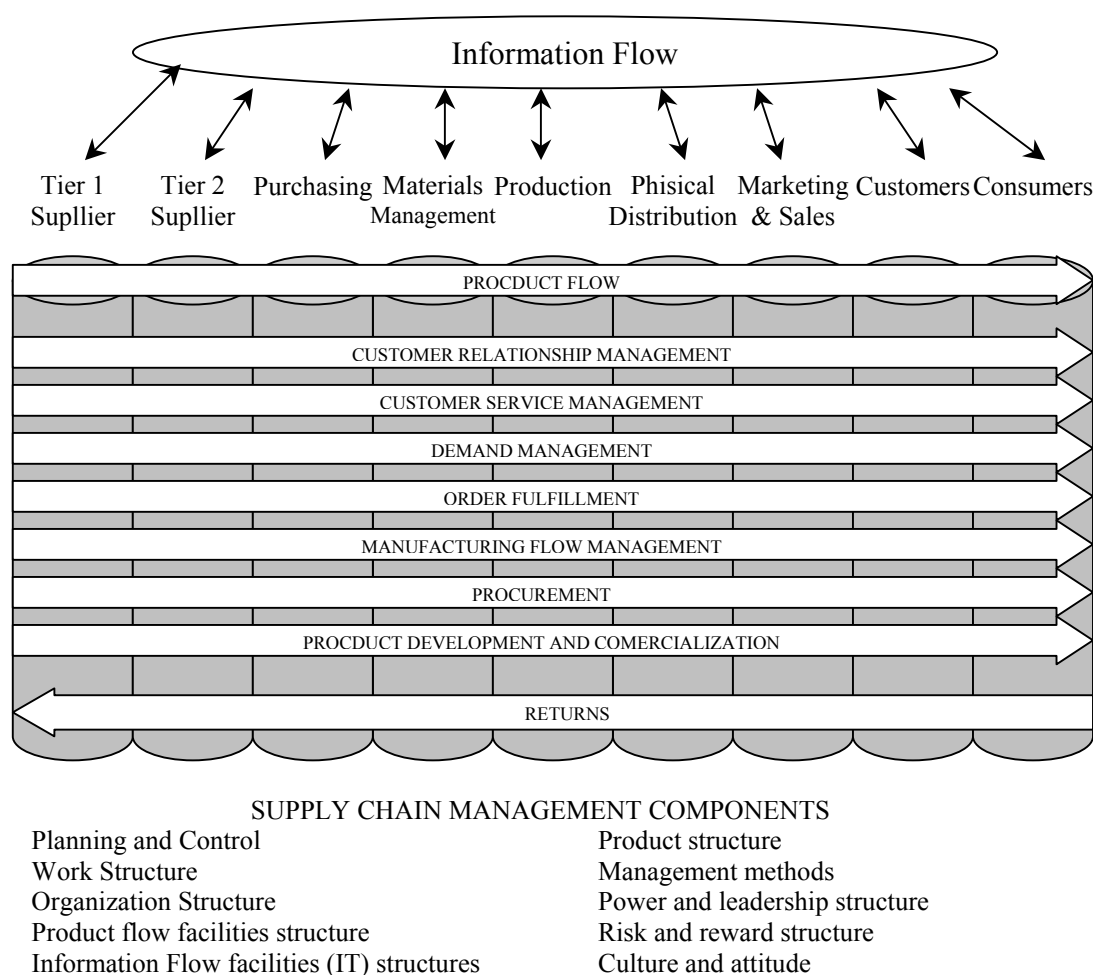 Information Flow
Tier 1 Tier 2 Purchasing Materials Production Phisical Marketing Customers Consumers
Supllier Supllier Management Distribution & Sales
PROCDUCT FLOW
CUSTOMER RELATIONSHIP MANAGEMENT
CUSTOMER SERVICE MANAGEMENT
DEMAND MANAGEMENT
ORDER FULFILLMENT
MANUFACTURING FLOW MANAGEMENT
PROCUREMENT
PROCDUCT DEVELOPMENT AND COMERCIALIZATION
RETURNS
SUPPLY CHAIN MANAGEMENT COMPONENTS
Planning and Control Product structure
Work Structure Management methods
Organization Structure Power and leadership structure
Product flow facilities structure Risk and reward structure
Information Flow facilities (IT) structures Culture and attitude